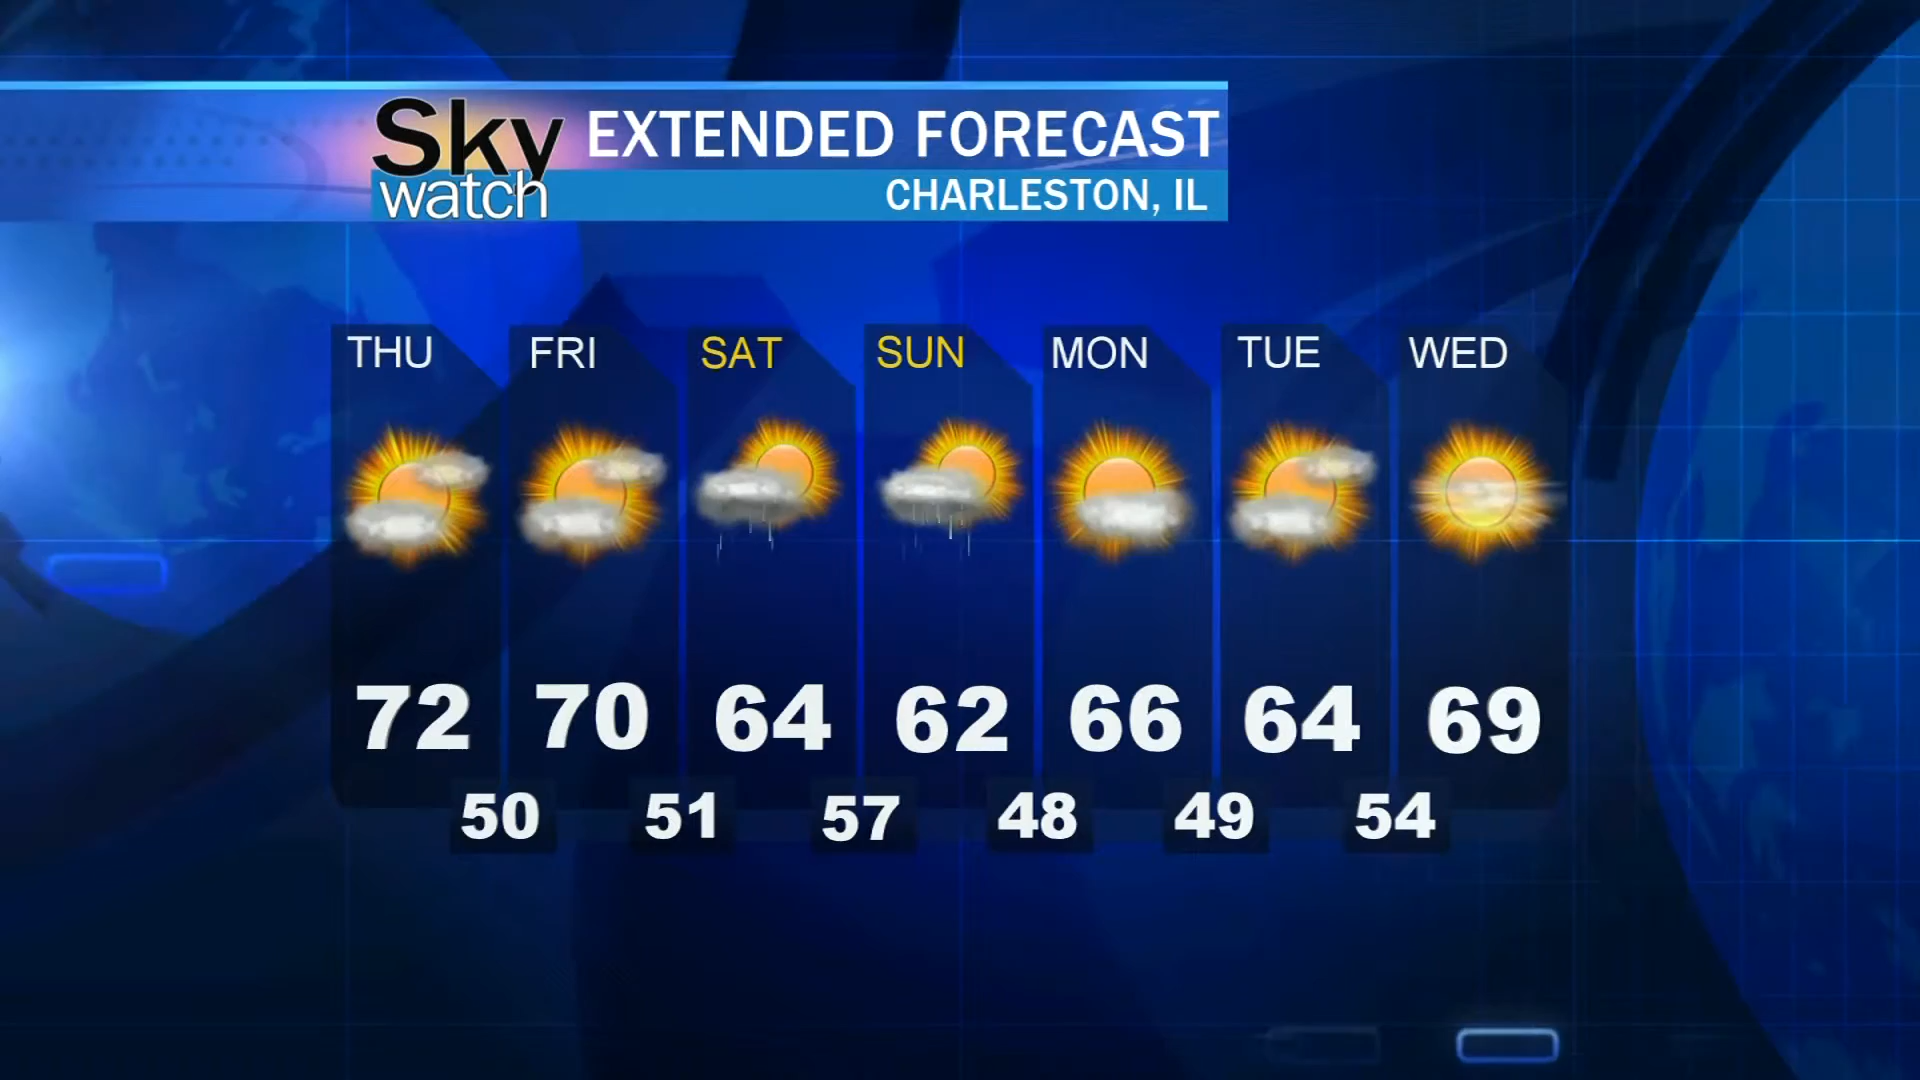 Sky
watch
EXTENDED FORECAST
CHARLESTON, IL
THU FRI SAT SUN MON TUE WED
72 70 64 62 66 64 69
50 51 57 48 49 54